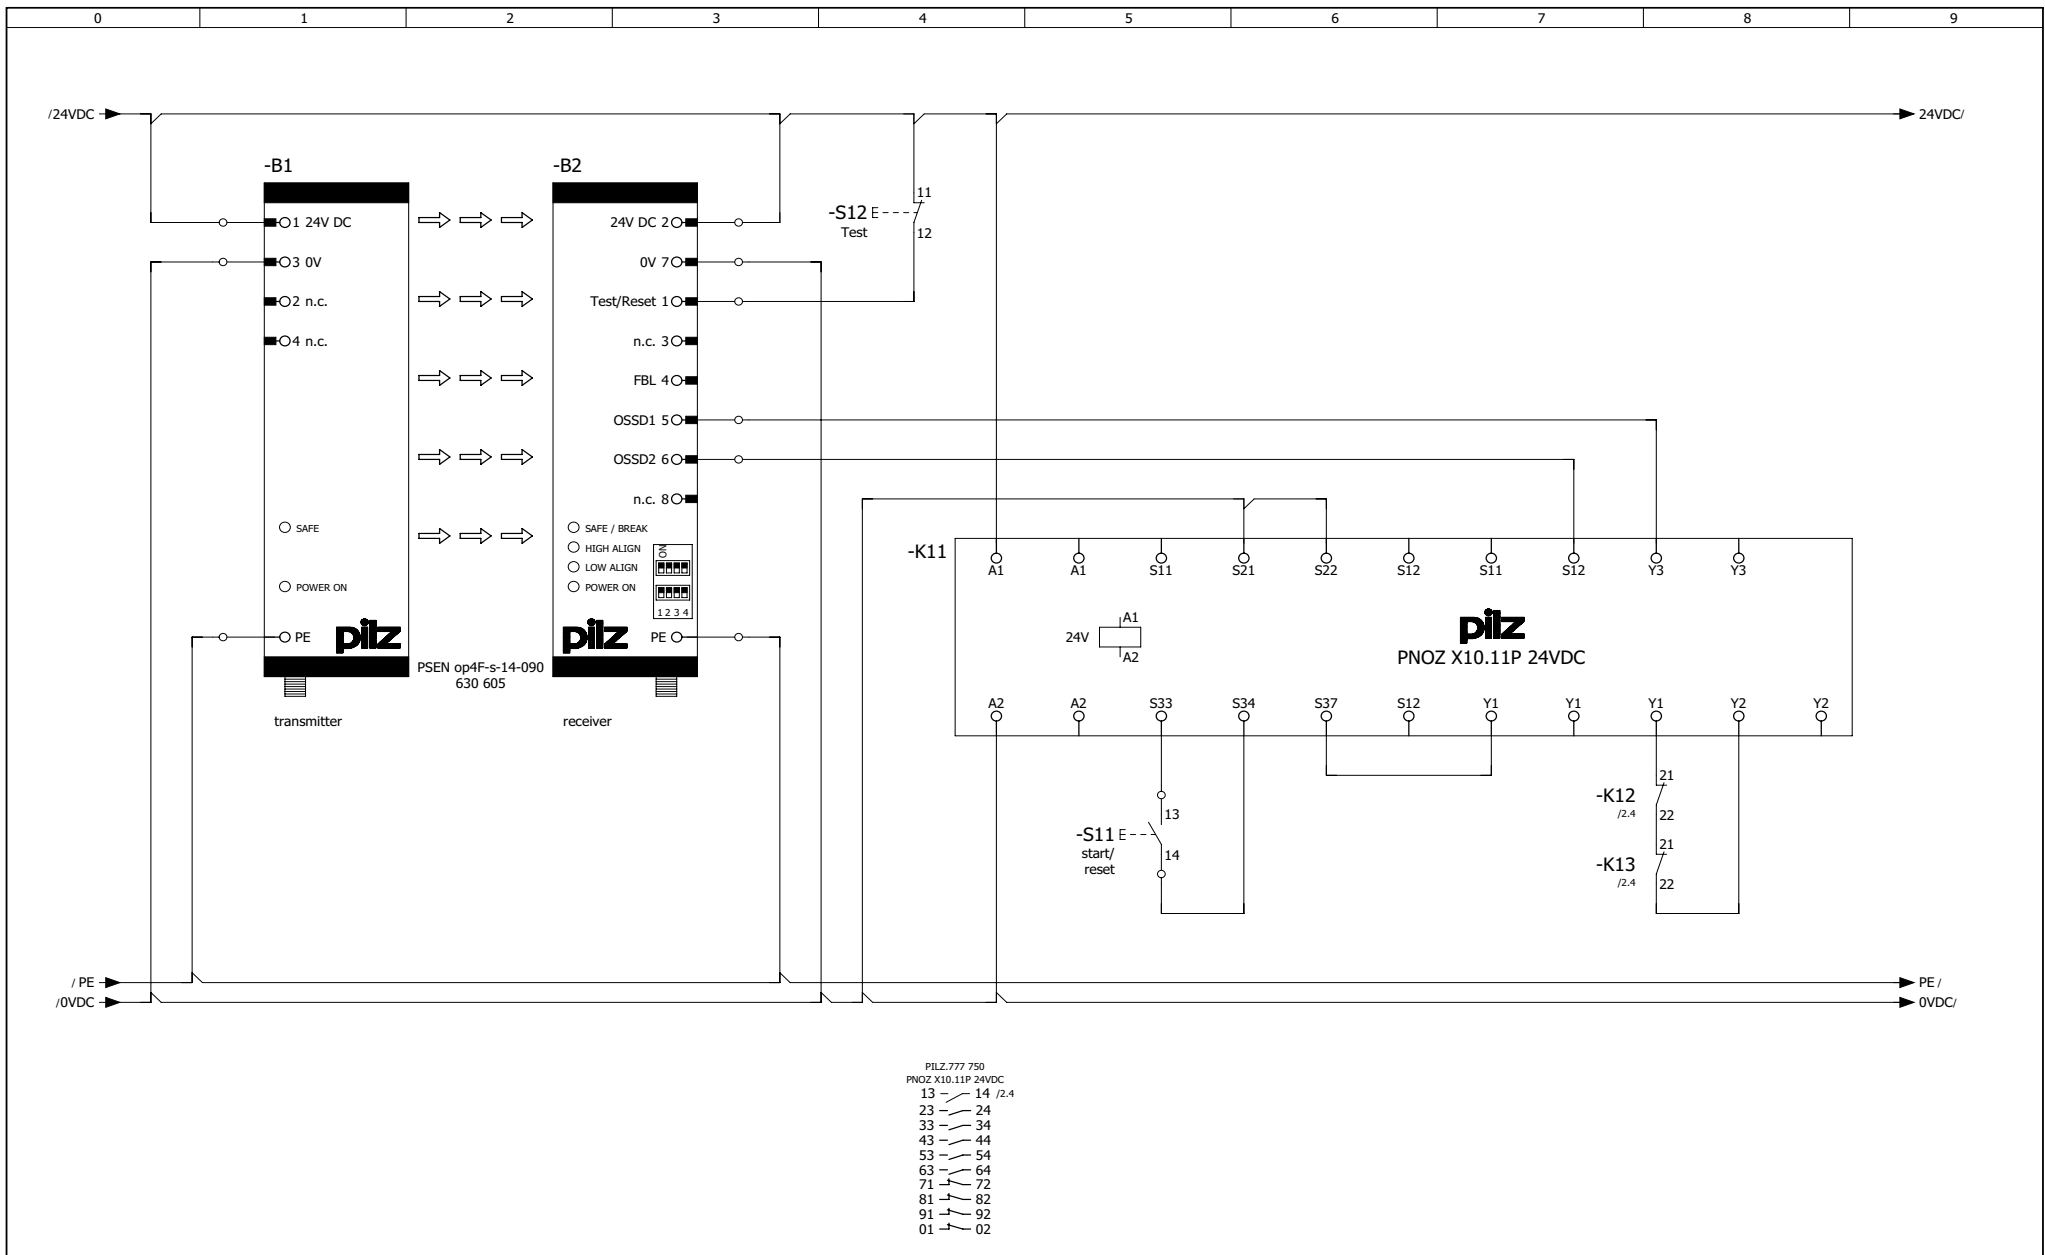 0 1 2 3 4 5 6 7 8 9
/24VDC 24VDC/
-B1 -B2
1 24V DC
3 0V
2 n.c.
4 n.c.
SAFE
POWER ON
PE
pilz
transmitter
PSEN op4F-s-14-090
630 605
24V DC 2
0V 7
Test/Reset 1
n.c. 3
FBL 4
OSSD1 5
OSSD2 6
n.c. 8
SAFE / BREAK
HIGH ALIGN
LOW ALIGN
POWER ON
ON
1 2 3 4
pilz
PE
receiver
11
-S12 E
Test
12
-K11
A1 A1 S11 S21 S22 S12 S11 S12 Y3 Y3
24V
A1
A2
pilz
PNOZ X10.11P 24VDC
A2 A2 S33 S34 S37 S12 Y1 Y1 Y1 Y2 Y2
13
-S11 E
start/
reset
14
21
-K12
/2.4
22
21
-K13
/2.4
22
/ PE PE /
/0VDC 0VDC/
PILZ.777 750
PNOZ X10.11P 24VDC
13 14 /2.4
23 24
33 34
43 44
53 54
63 64
71 72
81 82
91 92
01 02